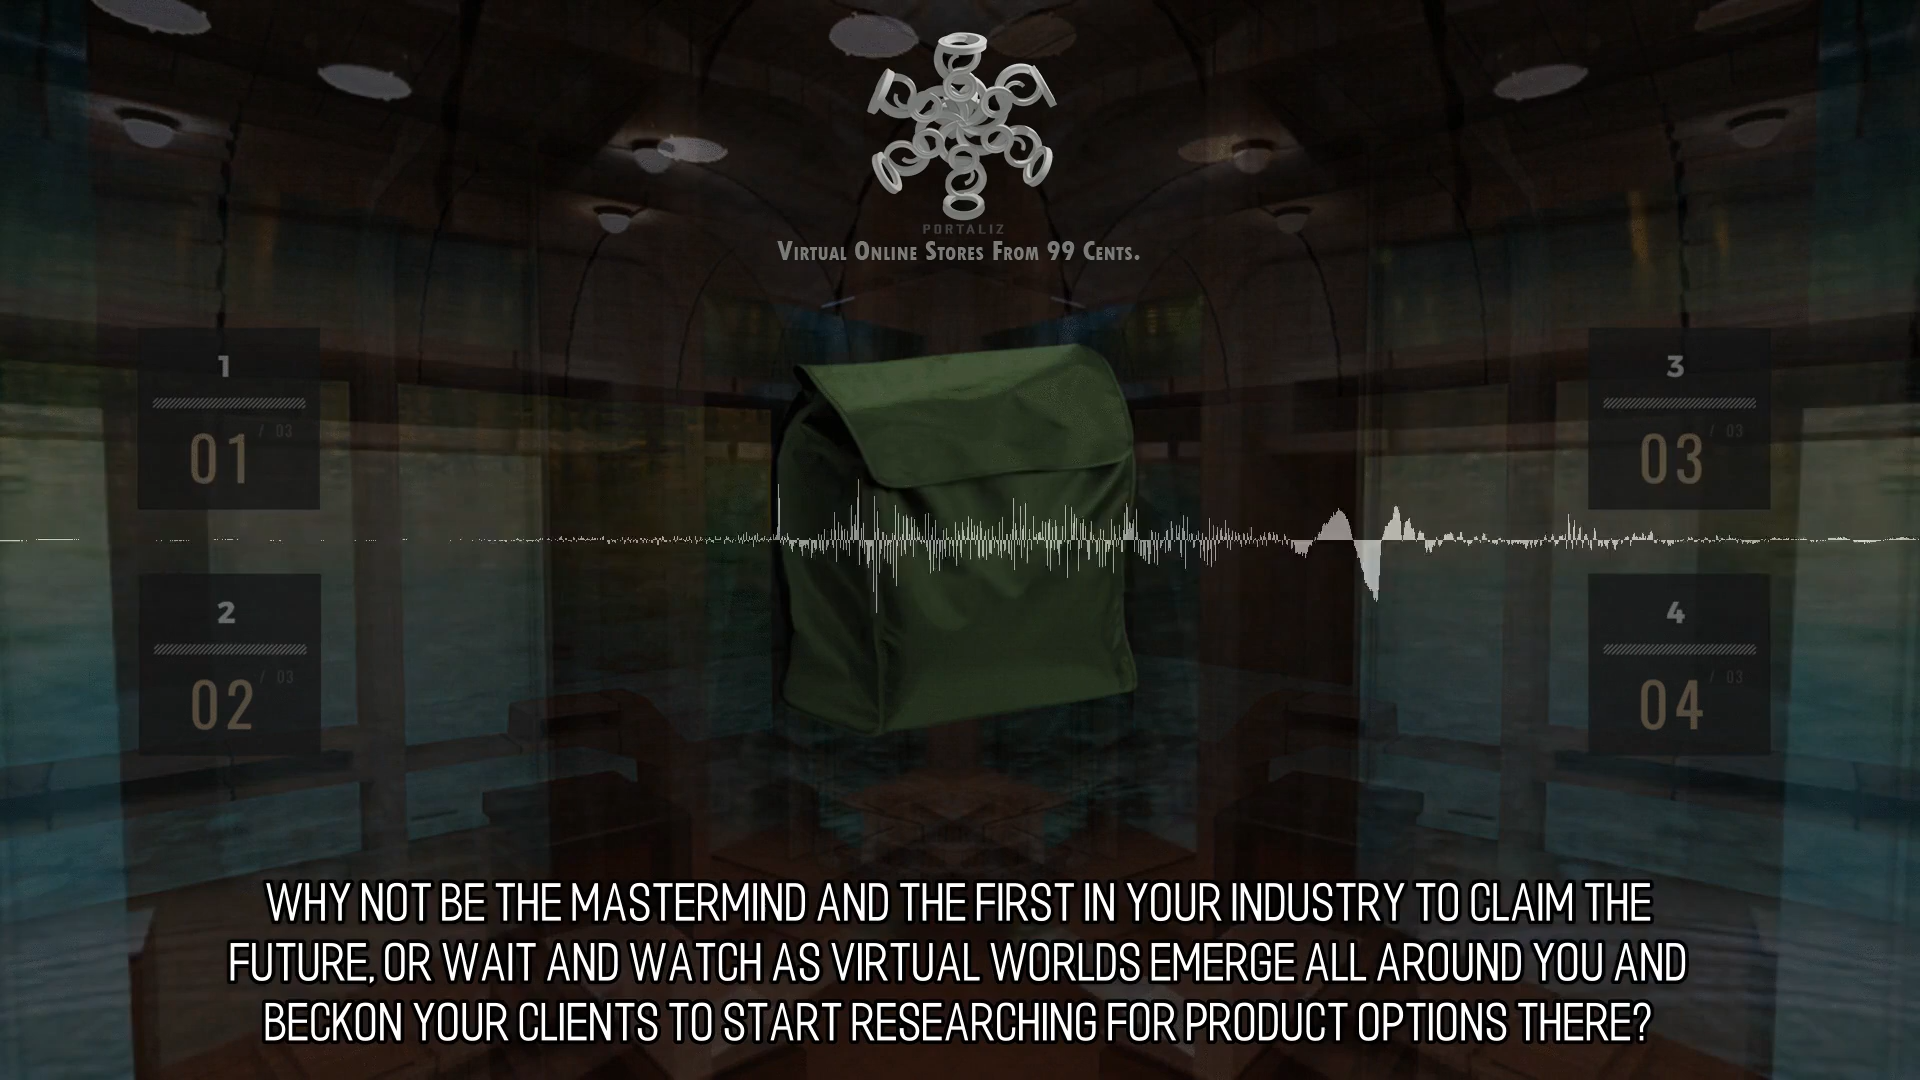 PORTALIZ
VIRTUAL ONLINE STORES FROM 99 CENTS.
1
01 / 03
2
02 / 03
3
03 / 03
4
04 / 03
WHY NOT BE THE MASTERMIND AND THE FIRST IN YOUR INDUSTRY TO CLAIM THE
FUTURE, OR WAIT AND WATCH AS VIRTUAL WORLDS EMERGE ALL AROUND YOU AND
BECKON YOUR CLIENTS TO START RESEARCHING FOR PRODUCT OPTIONS THERE?